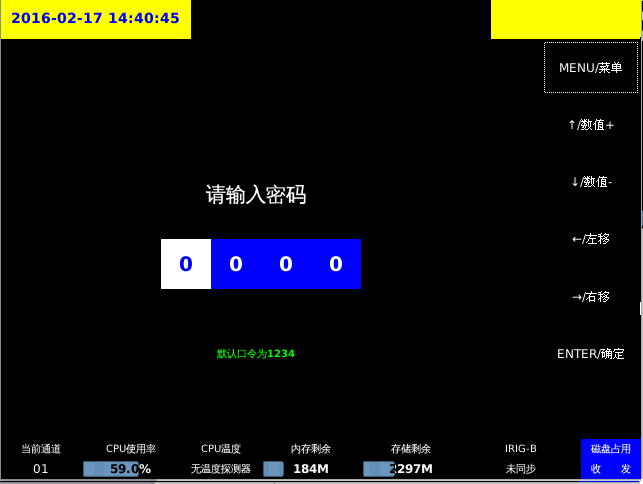 2016-02-17 14:40:45
MENU/菜单
↑/数值+
↓/数值-
请输入密码
←/左移
0 0 0 0
→/右移
默认口令为1234
ENTER/确定
当前通道 CPU使用率 CPU温度 内存剩余 存储剩余 IRIG-B 磁盘占用
01 59.0% 无温度探测器 184M 2297M 未同步 收 发